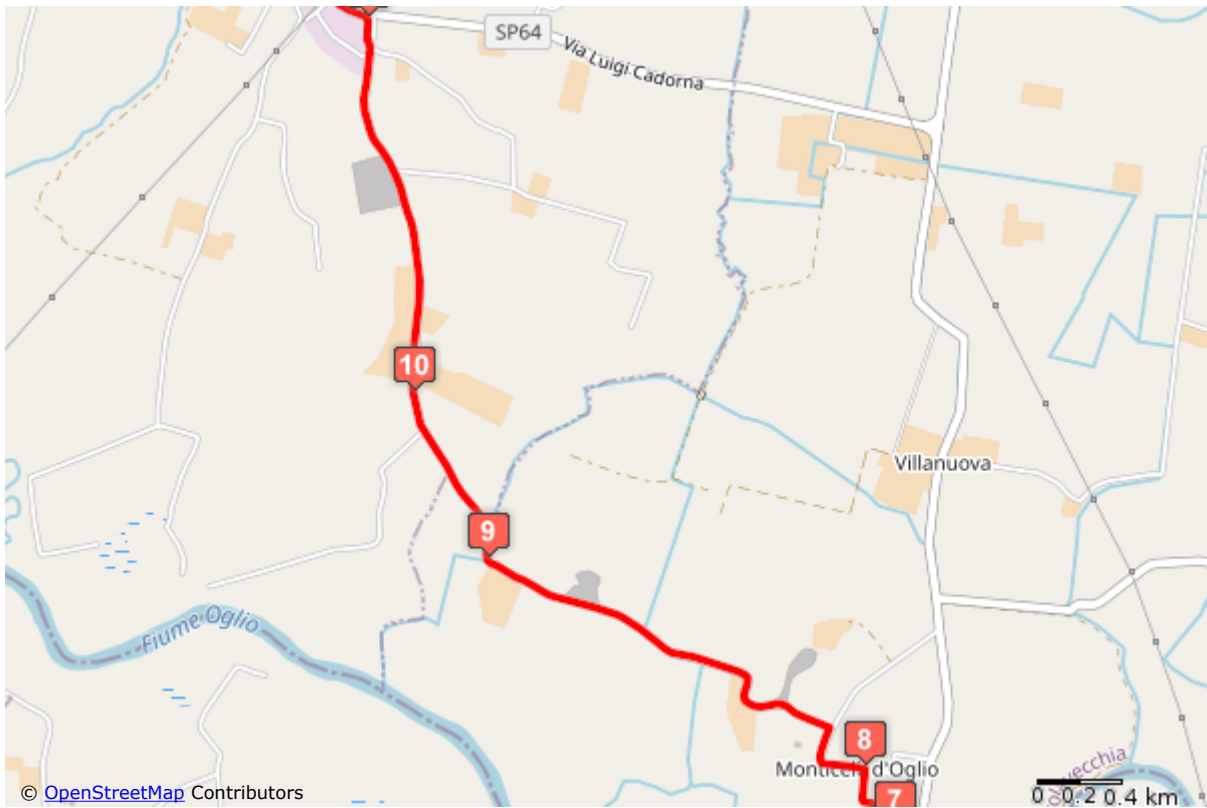 SP64
Via Luigi Cadorna
10
Villanuova
9
Fiume Oglio
8
Monticelli d'Oglio
7
vecchia
0 0.2 0.4 km
© OpenStreetMap Contributors